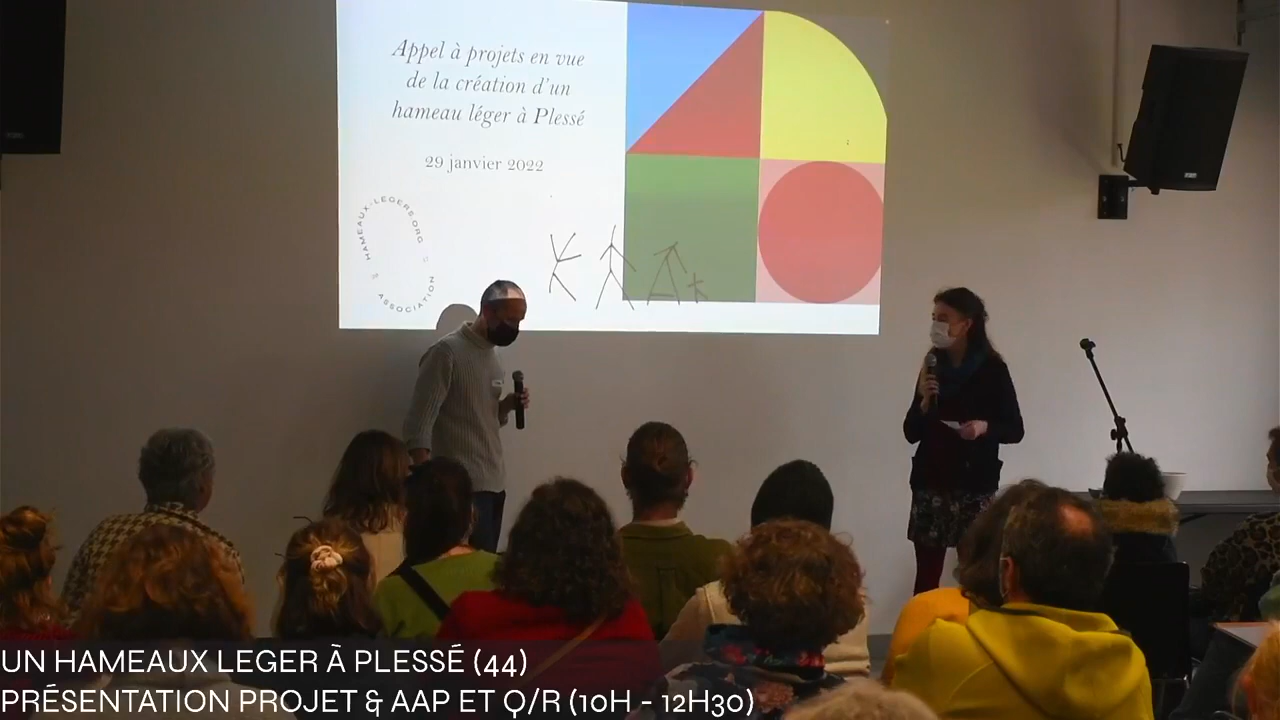 Appel à projets en vue
de la création d'un
hameau léger à Plessé
29 janvier 2022
HAMEAUX-LEGERS.ORG
ASSOCIATION
UN HAMEAUX LEGER À PLESSÉ (44)
PRÉSENTATION PROJET & AAP ET Q/R (10H - 12H30)